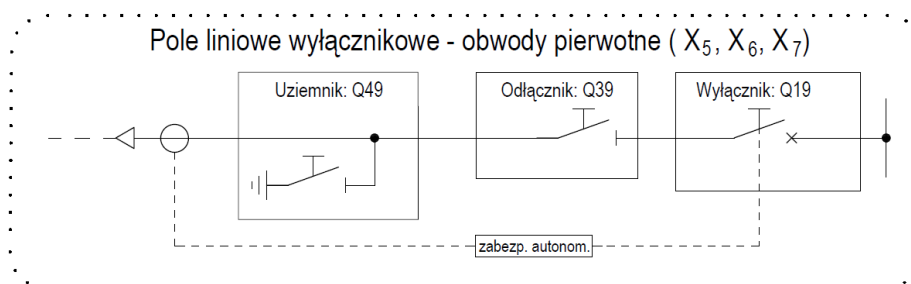 Pole liniowe wyłącznikowe - obwody pierwotne ( X5, X6, X7)
Uziemnik: Q49
Odłącznik: Q39
Wyłącznik: Q19
zabezp. autonom.